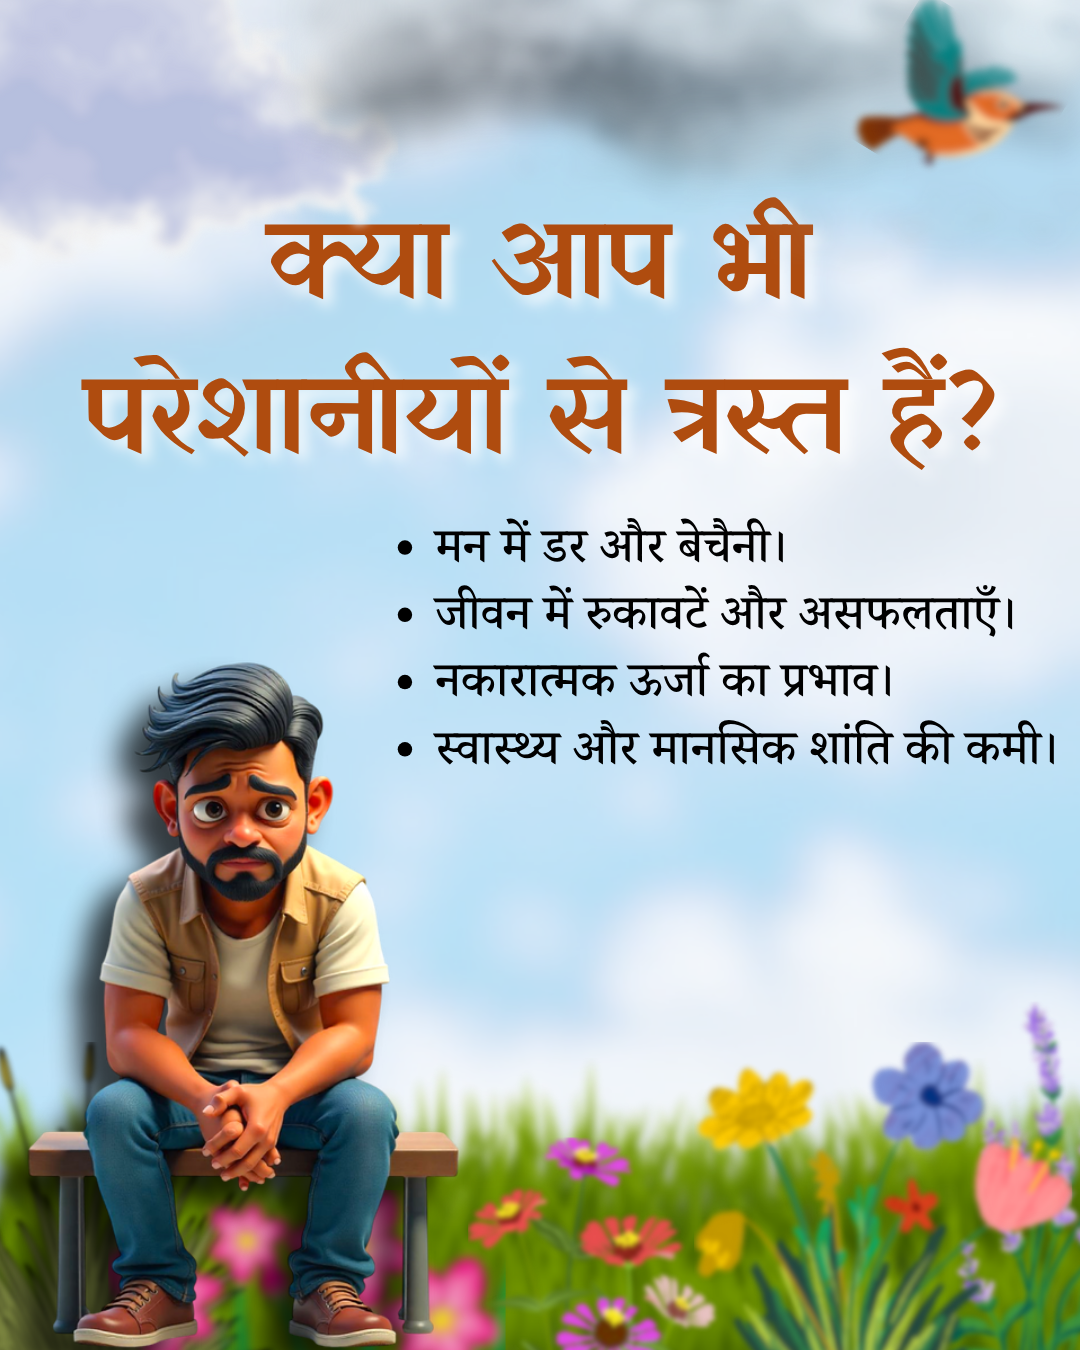 क्या आप भी
परेशानीयों से त्रस्त हैं?
• मन में डर और बेचैनी।
• जीवन में रुकावटें और असफलताएँ।
• नकारात्मक ऊर्जा का प्रभाव।
• स्वास्थ्य और मानसिक शांति की कमी।